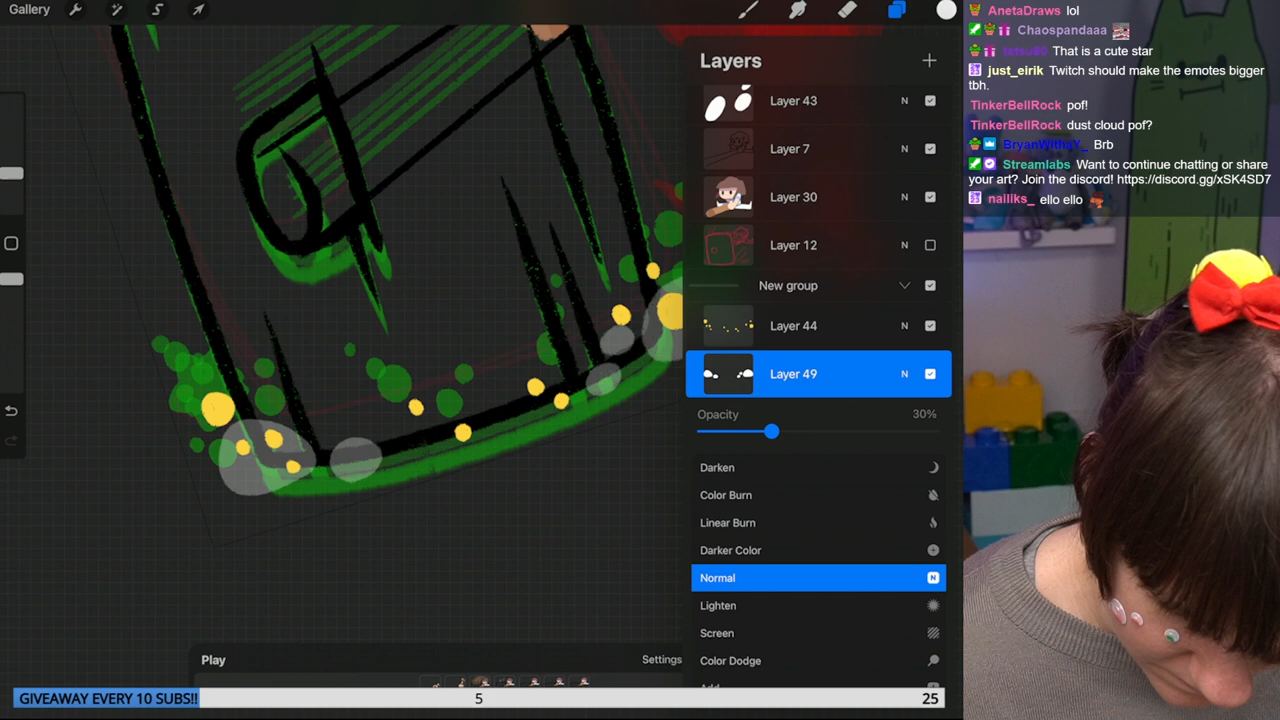 Gallery
Layers
Layer 43 N
Layer 7 N
Layer 30 N
Layer 12 N
New group
Layer 44 N
Layer 49 N
Opacity 30%
Darken
Color Burn
Linear Burn
Darker Color
Normal N
Lighten
Screen
Color Dodge
Add
Play Settings
GIVEAWAY EVERY 10 SUBS!! 5 25
AnetaDraws lol
Chaospandaaa
That is a cute star
just_eirik Twitch should make the emotes bigger
tbh.
TinkerBellRock pof!
TinkerBellRock dust cloud pof?
BryanWithaY_ Brb
Streamlabs Want to continue chatting or share
your art? Join the discord! https://discord.gg/xSK4SD7
nalliks_ ello ello